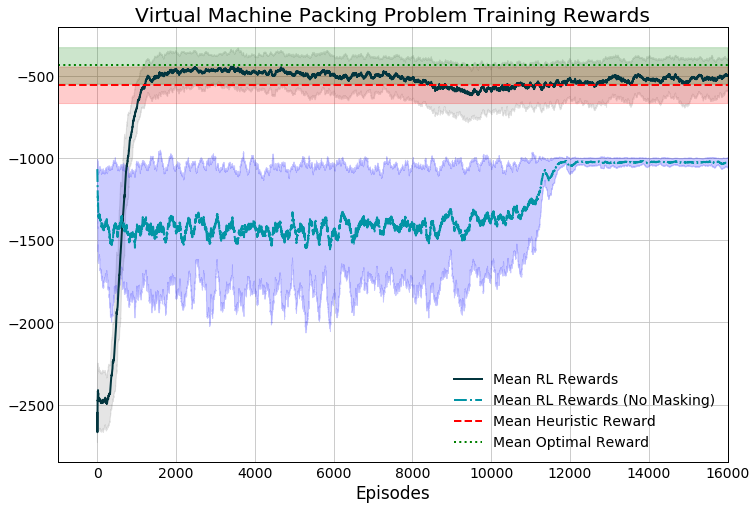 Virtual Machine Packing Problem Training Rewards
−500
−1000
−1500
−2000
−2500
Mean RL Rewards
Mean RL Rewards (No Masking)
Mean Heuristic Reward
Mean Optimal Reward
0 2000 4000 6000 8000 10000 12000 14000 16000
Episodes